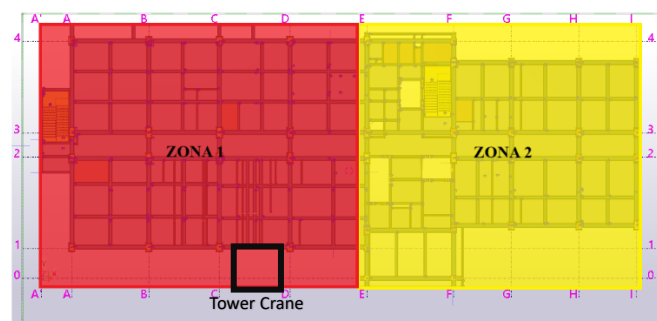 A' A B C D E F G H I
4 4
3 3
2 2
ZONA 1 ZONA 2
1 1
0 0
A' A B C D E F G H I
Tower Crane